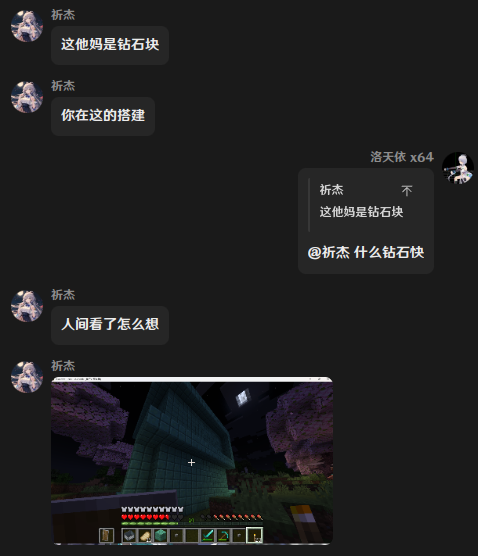 祈杰
这他妈是钻石块
祈杰
你在这的搭建
洛天依 x64
祈杰
这他妈是钻石块
@祈杰 什么钻石快
祈杰
人间看了怎么想
祈杰